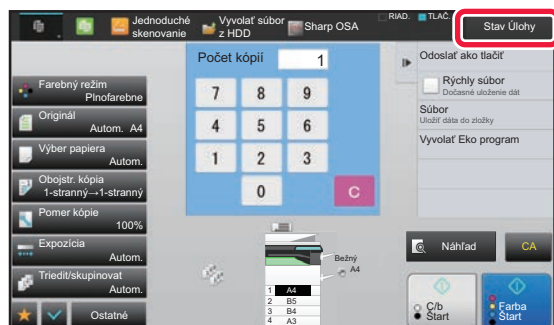 Jednoduché
skenovanie
Vyvolať súbor
z HDD
Sharp OSA
RIAD.
TLAČ.
Stav Úlohy
Počet kópií
1
7 8 9
4 5 6
1 2 3
0 C
Farebný režim
Plnofarebne
Originál
Autom. A4
Výber papiera
Autom.
Obojstr. kópia
1-stranný→1-stranný
Pomer kópie
100%
Expozícia
Autom.
Triediť/skupinovat
Autom.
Ostatné
Bežný
A4
1 A4
2 B5
3 B4
4 A3
Odoslať ako tlačiť
Rýchly súbor
Dočasné uloženie dát
Súbor
Uložiť dáta do zložky
Vyvolať Eko program
Náhľad
CA
Č/b
Štart
Farba
Štart